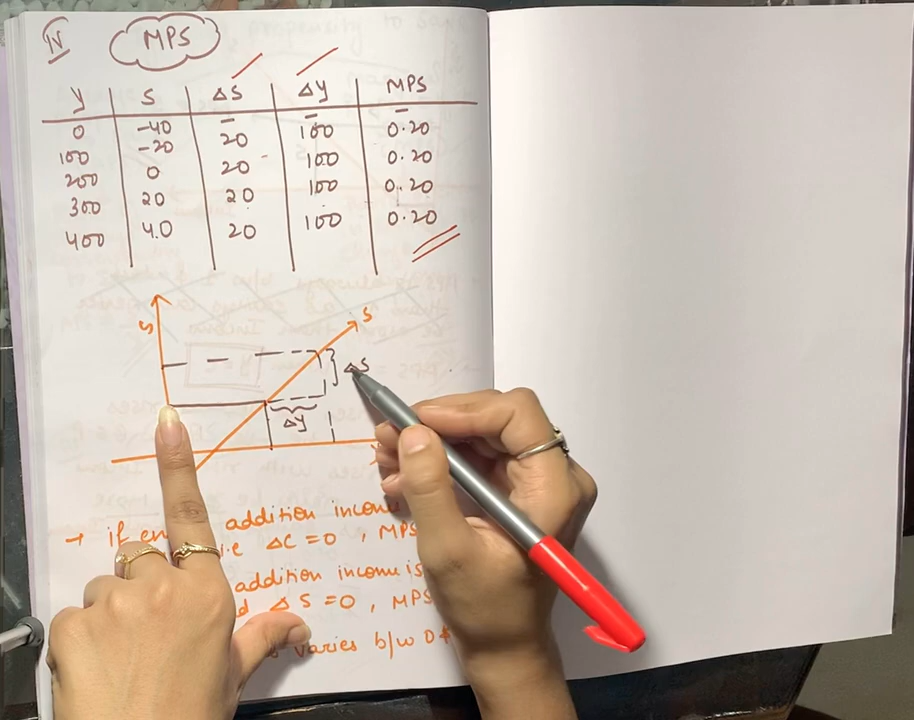 N
MPS
Y S ΔS ΔY MPS
0 -40 - - -
100 -20 20 100 0.20
200 0 20 100 0.20
300 20 20 100 0.20
400 40 20 100 0.20
S
S
ΔS
ΔY
→ if addition income
i.e ΔC = 0 , MPS
addition income is
ΔS = 0 , MPS
varies b/w 0 &